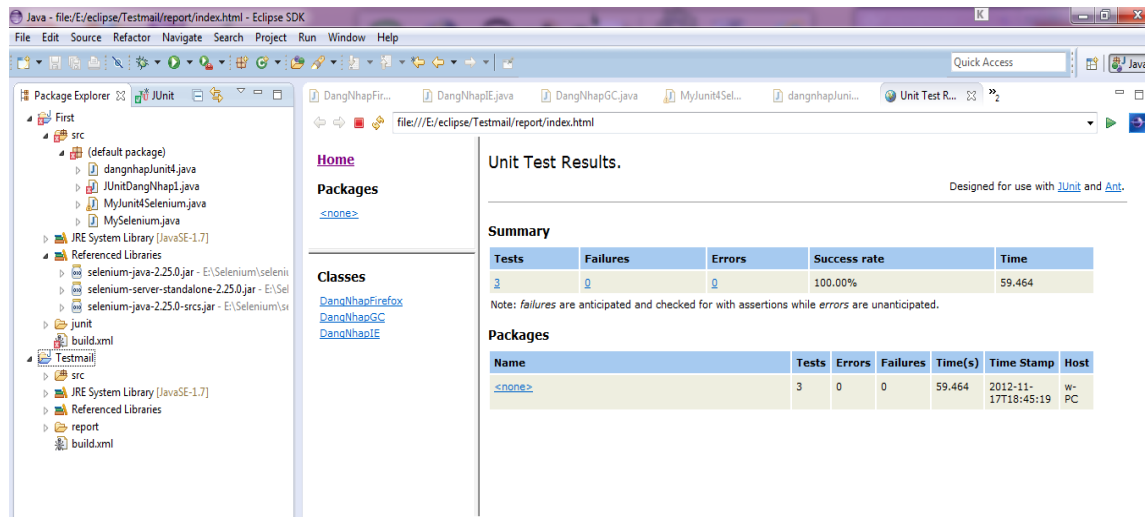 Java - file:/E:/eclipse/Testmail/report/index.html - Eclipse SDK
K
File Edit Source Refactor Navigate Search Project Run Window Help
Quick Access
Java
Package Explorer
JUnit
First
src
(default package)
dangnhapJunit4.java
JUnitDangNhap1.java
MyJunit4Selenium.java
MySelenium.java
JRE System Library [JavaSE-1.7]
Referenced Libraries
selenium-java-2.25.0.jar - E:\Selenium\seleni
selenium-server-standalone-2.25.0.jar - E:\Sel
selenium-java-2.25.0-srcs.jar - E:\Selenium\se
junit
build.xml
Testmail
src
JRE System Library [JavaSE-1.7]
Referenced Libraries
report
build.xml
DangNhapFir... DangNhapIE.java DangNhapGC.java MyJunit4Sel... dangnhapJuni... Unit Test R... »2
file:///E:/eclipse/Testmail/report/index.html
Home
Packages
<none>
Classes
DangNhapFirefox
DangNhapGC
DangNhapIE
Unit Test Results.
Designed for use with JUnit and Ant.
Summary
Tests Failures Errors Success rate Time
3 0 0 100.00% 59.464
Note: failures are anticipated and checked for with assertions while errors are unanticipated.
Packages
Name Tests Errors Failures Time(s) Time Stamp Host
<none> 3 0 0 59.464 2012-11- w-
17T18:45:19 PC